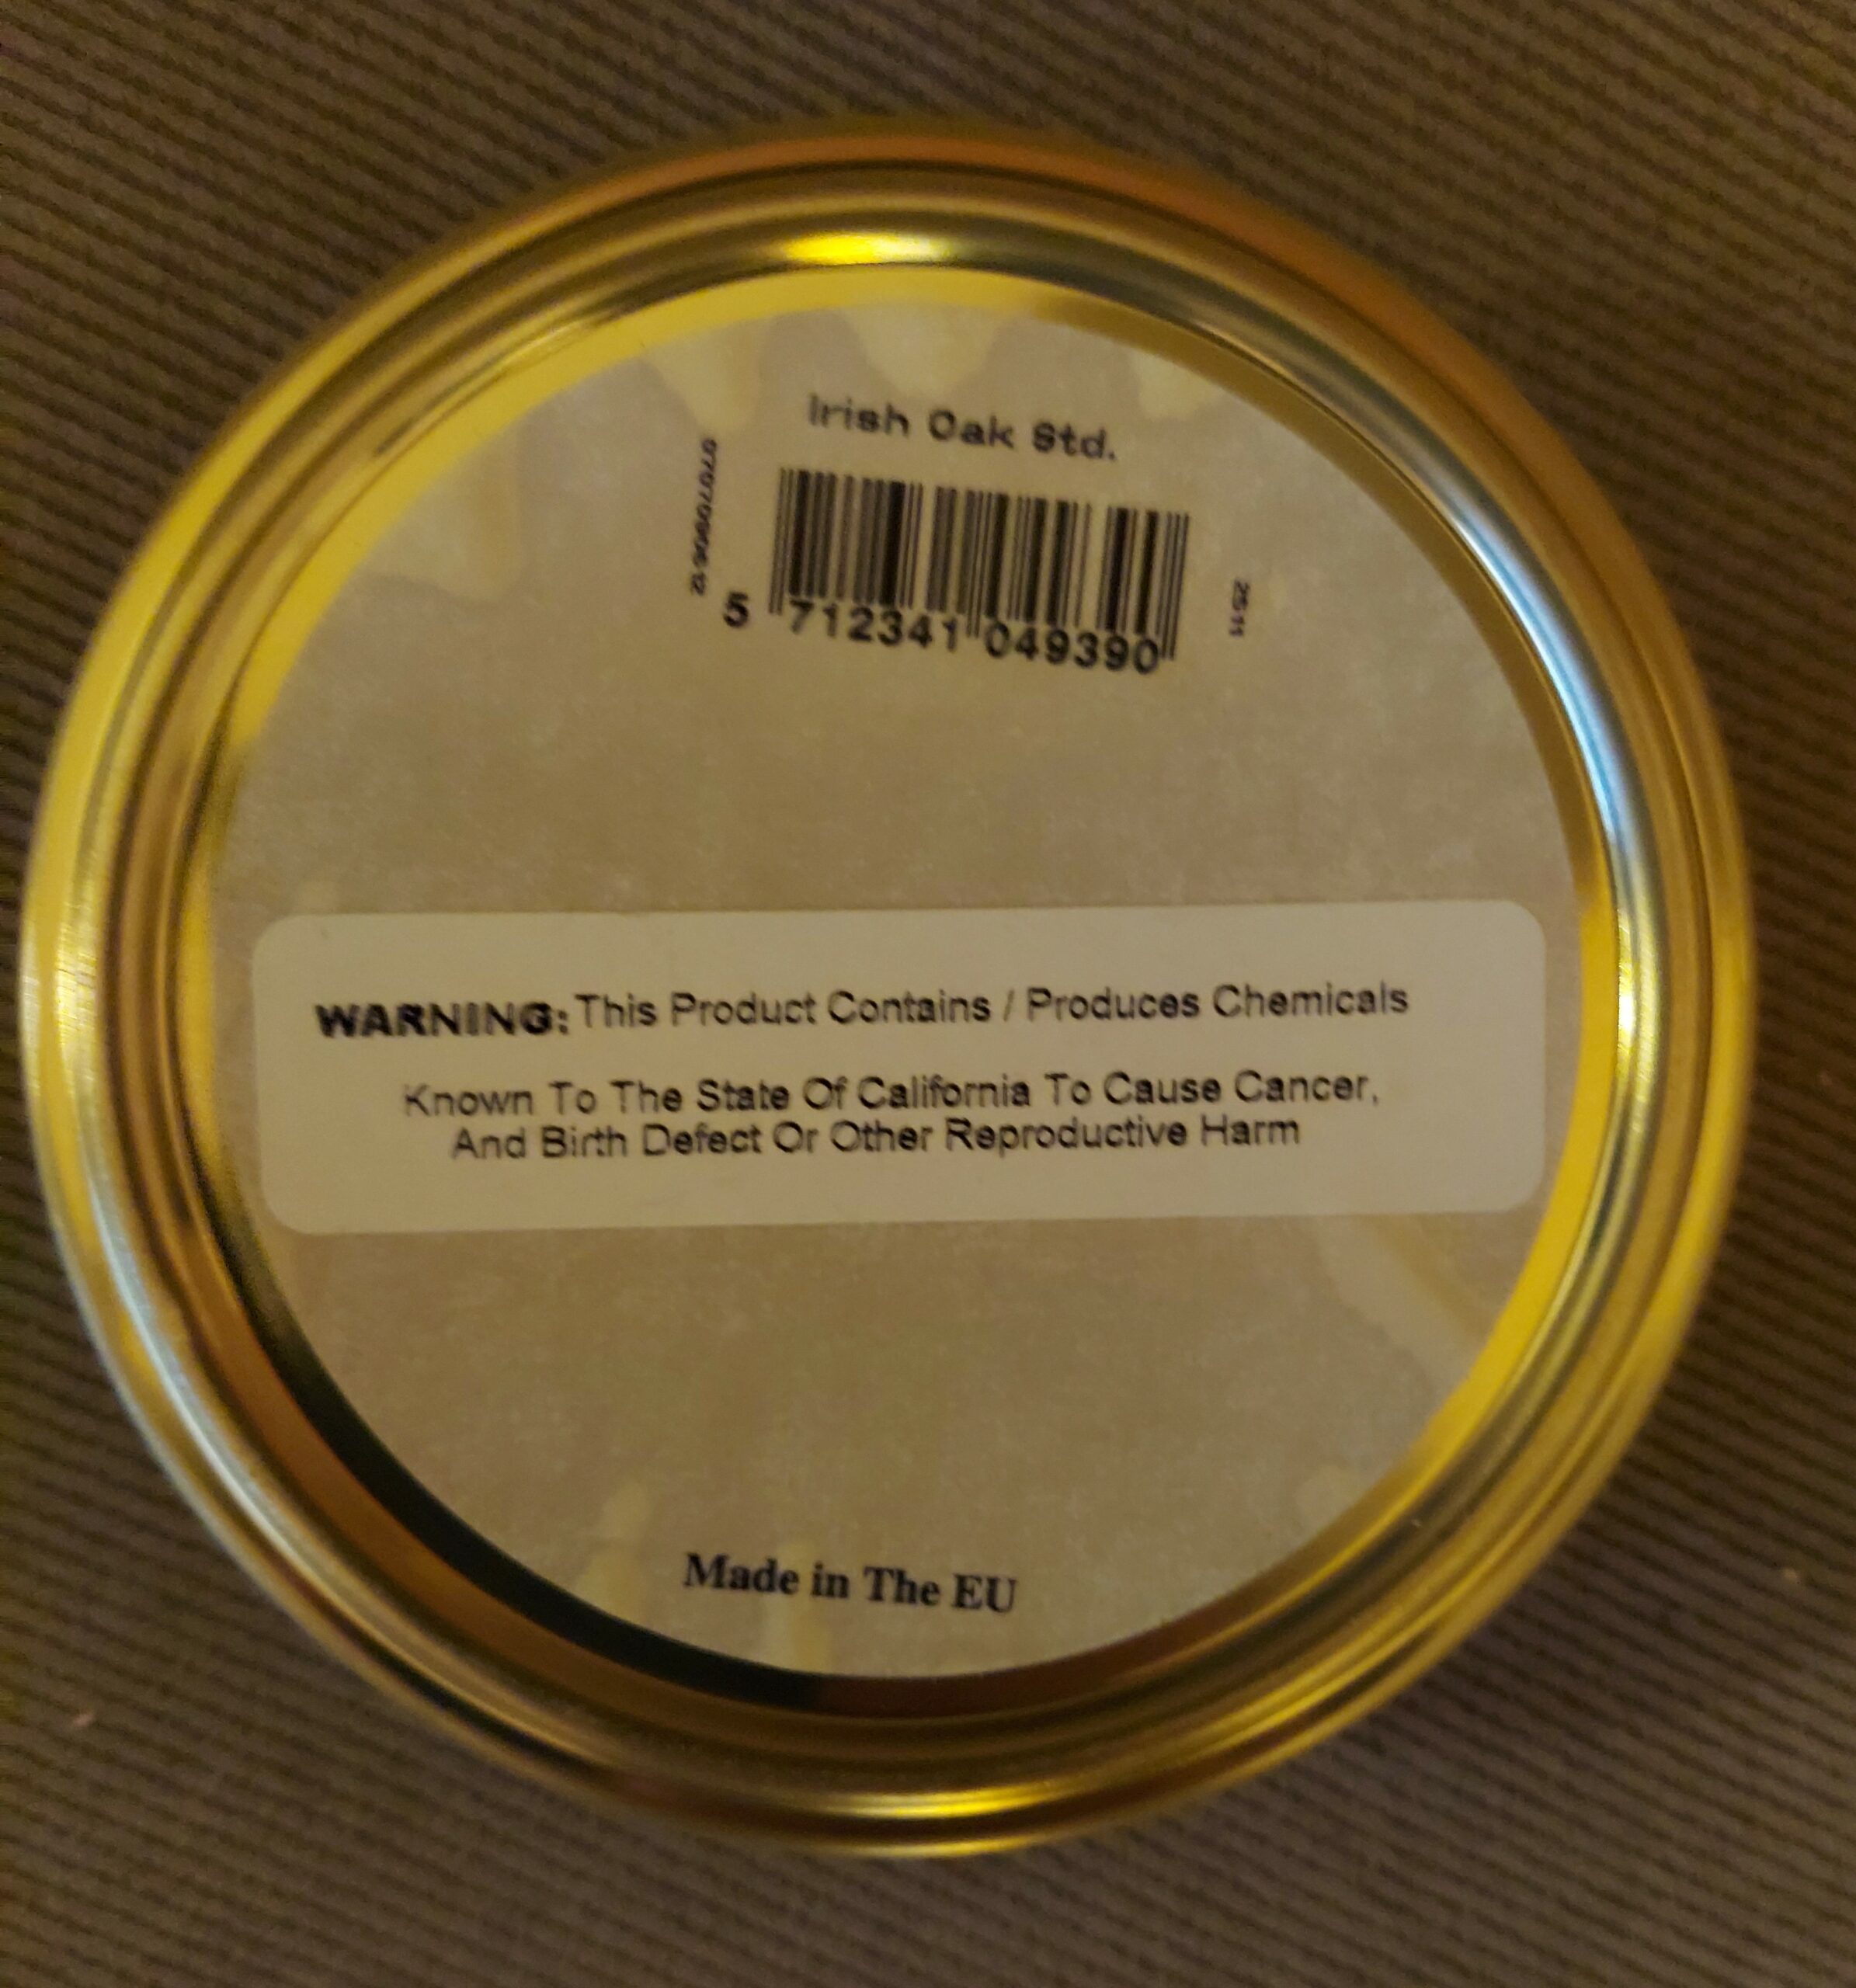 Irish Oak Std.
2511
5 712341 049390
WARNING: This Product Contains / Produces Chemicals
Known To The State Of California To Cause Cancer,
And Birth Defect Or Other Reproductive Harm
Made in The EU